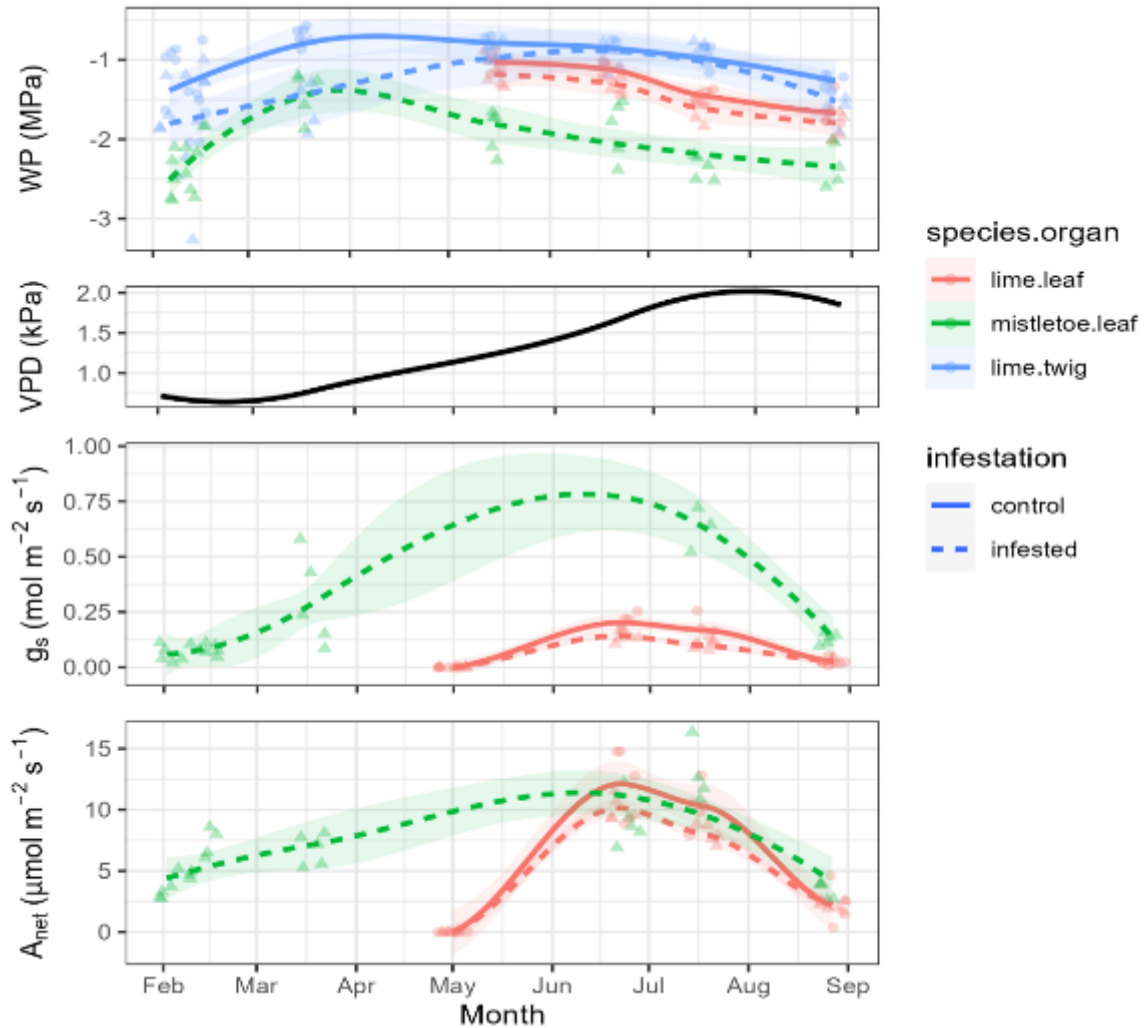 WP (MPa)
-1
-2
-3
VPD (kPa)
2.0
1.5
1.0
gs (mol m−2 s−1)
1.00
0.75
0.50
0.25
0.00
Anet (µmol m−2 s−1)
15
10
5
0
Feb Mar Apr May Jun Jul Aug Sep
Month
species.organ
lime.leaf
mistletoe.leaf
lime.twig
infestation
control
infested